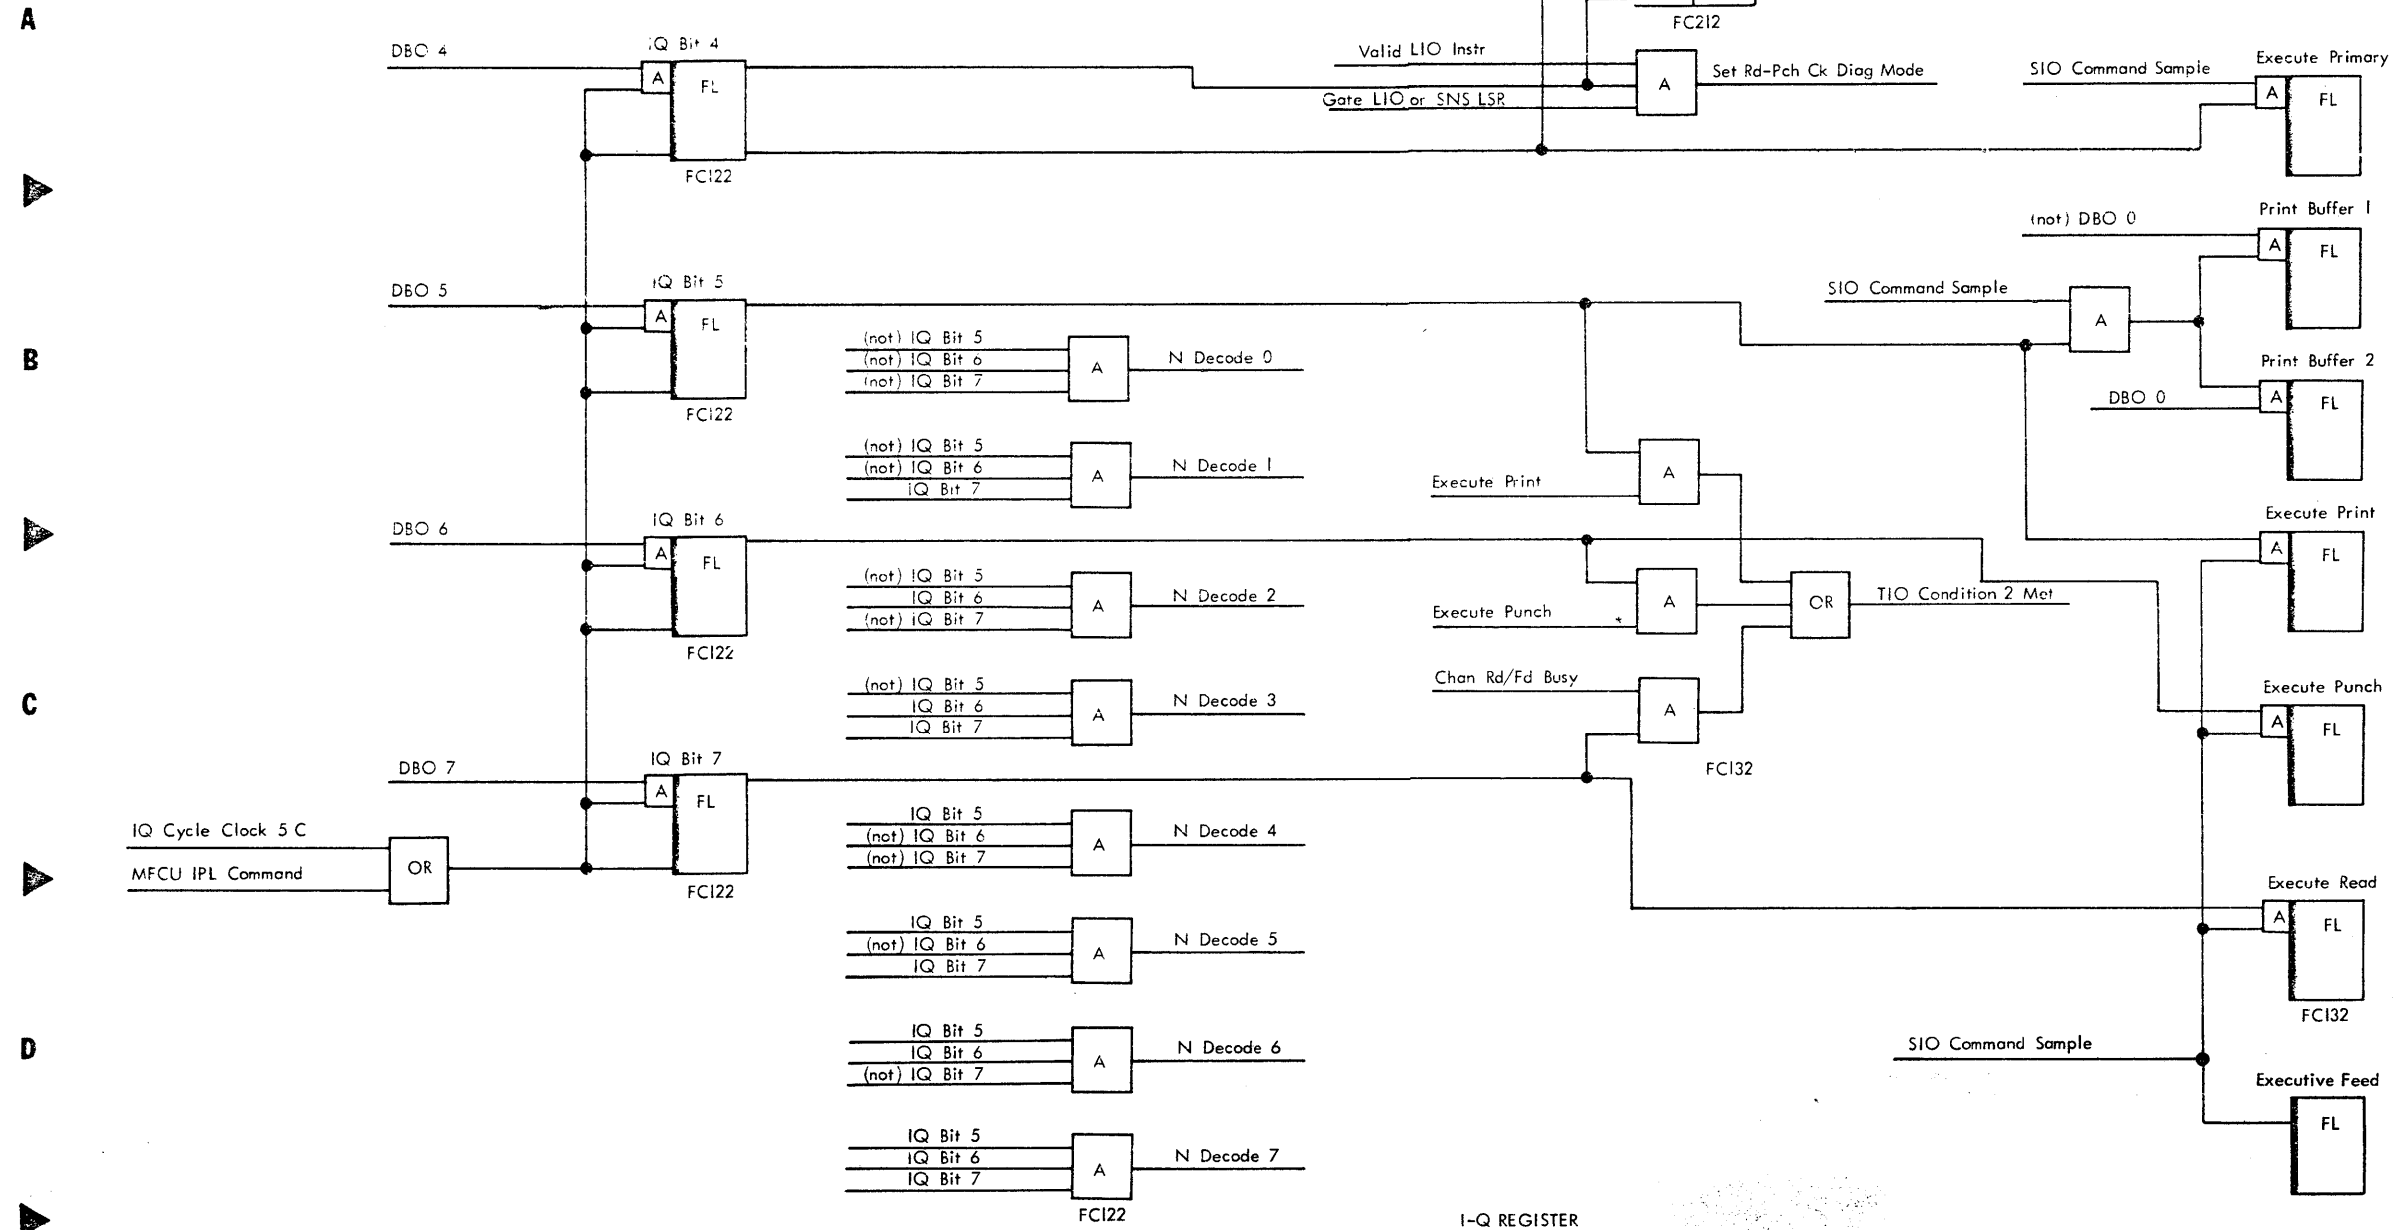 A
FC212
DBO 4
IQ Bit 4
A
FL
FC122
Valid LIO Instr
Gate LIO or SNS LSR
A
Set Rd-Pch Ck Diag Mode
SIO Command Sample
Execute Primary
A
FL
(not) DBO 0
Print Buffer 1
A
FL
SIO Command Sample
A
Print Buffer 2
DBO 0
A
FL
B
DBO 5
IQ Bit 5
A
FL
FC122
(not) IQ Bit 5
(not) IQ Bit 6
(not) IQ Bit 7
A
N Decode 0
(not) IQ Bit 5
(not) IQ Bit 6
IQ Bit 7
A
N Decode 1
Execute Print
A
DBO 6
IQ Bit 6
A
FL
FC122
(not) IQ Bit 5
IQ Bit 6
(not) IQ Bit 7
A
N Decode 2
Execute Punch
*
A
OR
TIO Condition 2 Met
Execute Print
A
FL
C
(not) IQ Bit 5
IQ Bit 6
IQ Bit 7
A
N Decode 3
Chan Rd/Fd Busy
A
FC132
Execute Punch
A
FL
DBO 7
IQ Bit 7
A
FL
FC122
IQ Cycle Clock 5 C
MFCU IPL Command
OR
IQ Bit 5
(not) IQ Bit 6
(not) IQ Bit 7
A
N Decode 4
IQ Bit 5
(not) IQ Bit 6
IQ Bit 7
A
N Decode 5
Execute Read
A
FL
FC132
D
IQ Bit 5
IQ Bit 6
(not) IQ Bit 7
A
N Decode 6
SIO Command Sample
Executive Feed
FL
IQ Bit 5
IQ Bit 6
IQ Bit 7
A
N Decode 7
FC122
I-Q REGISTER